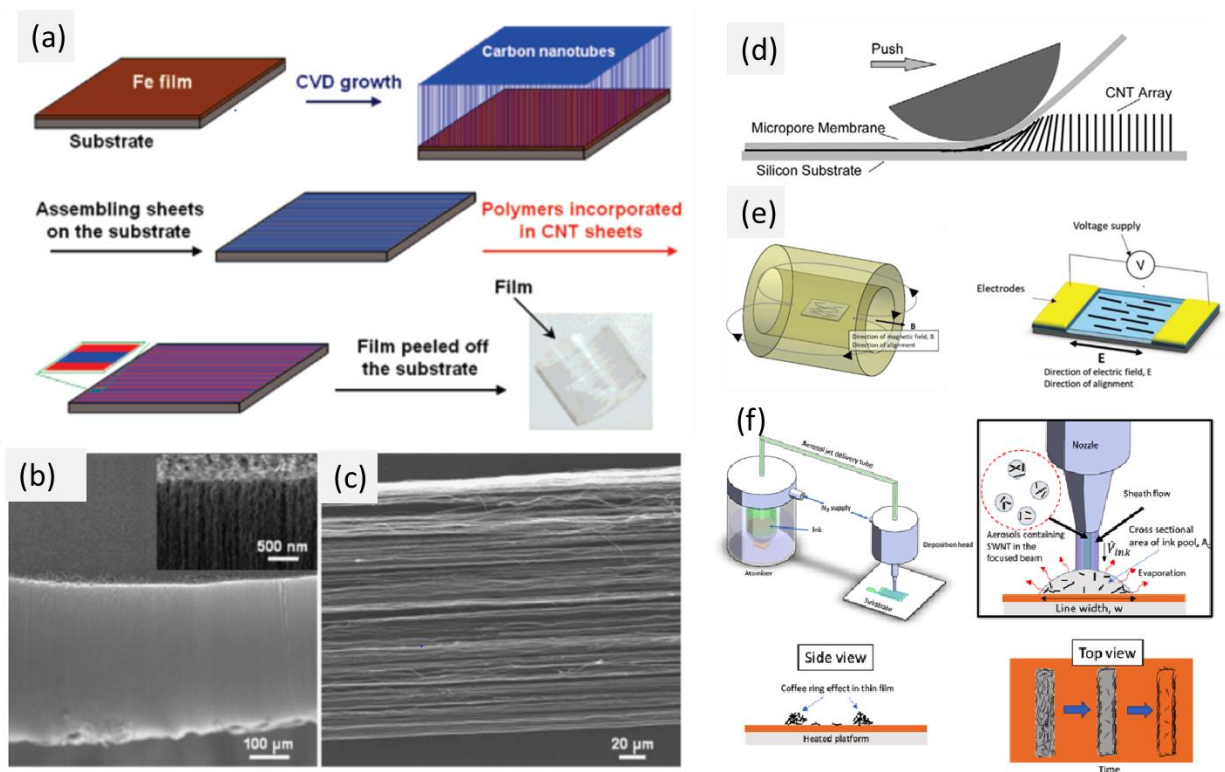 (a)
Fe film
Substrate
CVD growth
Carbon nanotubes
Assembling sheets
on the substrate
Polymers incorporated
in CNT sheets
Film peeled off
the substrate
Film
(b)
500 nm
100 µm
(c)
20 µm
(d)
Push
CNT Array
Micropore Membrane
Silicon Substrate
(e)
B
Direction of magnetic field, B
Direction of alignment
Voltage supply
V
Electrodes
E
Direction of electric field, E
Direction of alignment
(f)
Aerosol jet delivery tube
N₂ supply
Ink
Atomizer
Deposition head
Substrate
Nozzle
Sheath flow
Aerosols containing
SWNT in the
focused beam
Cross sectional
area of ink pool, A
V̇ink
Evaporation
Line width, w
Side view
Coffee ring effect in thin film
Heated platform
Top view
Time